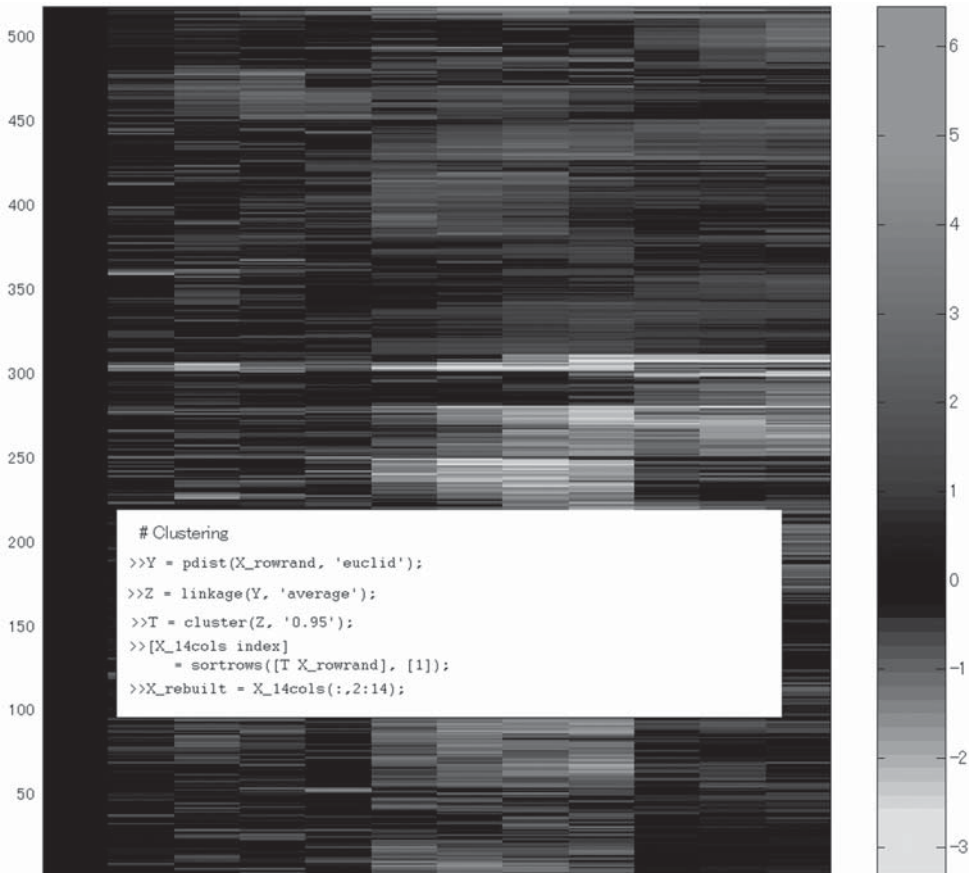 500
450
400
350
300
250
200
150
100
50
# Clustering
>>Y = pdist(X_rowrand, 'euclid');
>>Z = linkage(Y, 'average');
>>T = cluster(Z, '0.95');
>>[X_14cols index]
= sortrows([T X_rowrand], [1]);
>>X_rebuilt = X_14cols(:,2:14);
6
5
4
3
2
1
0
-1
-2
-3